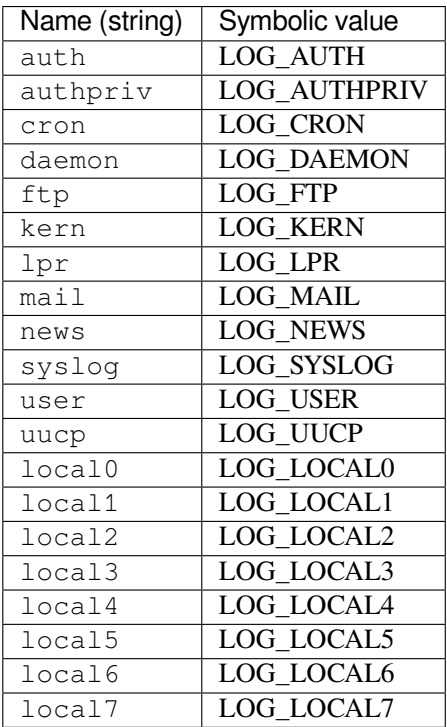 Name (string) Symbolic value
auth LOG_AUTH
authpriv LOG_AUTHPRIV
cron LOG_CRON
daemon LOG_DAEMON
ftp LOG_FTP
kern LOG_KERN
lpr LOG_LPR
mail LOG_MAIL
news LOG_NEWS
syslog LOG_SYSLOG
user LOG_USER
uucp LOG_UUCP
local0 LOG_LOCAL0
local1 LOG_LOCAL1
local2 LOG_LOCAL2
local3 LOG_LOCAL3
local4 LOG_LOCAL4
local5 LOG_LOCAL5
local6 LOG_LOCAL6
local7 LOG_LOCAL7